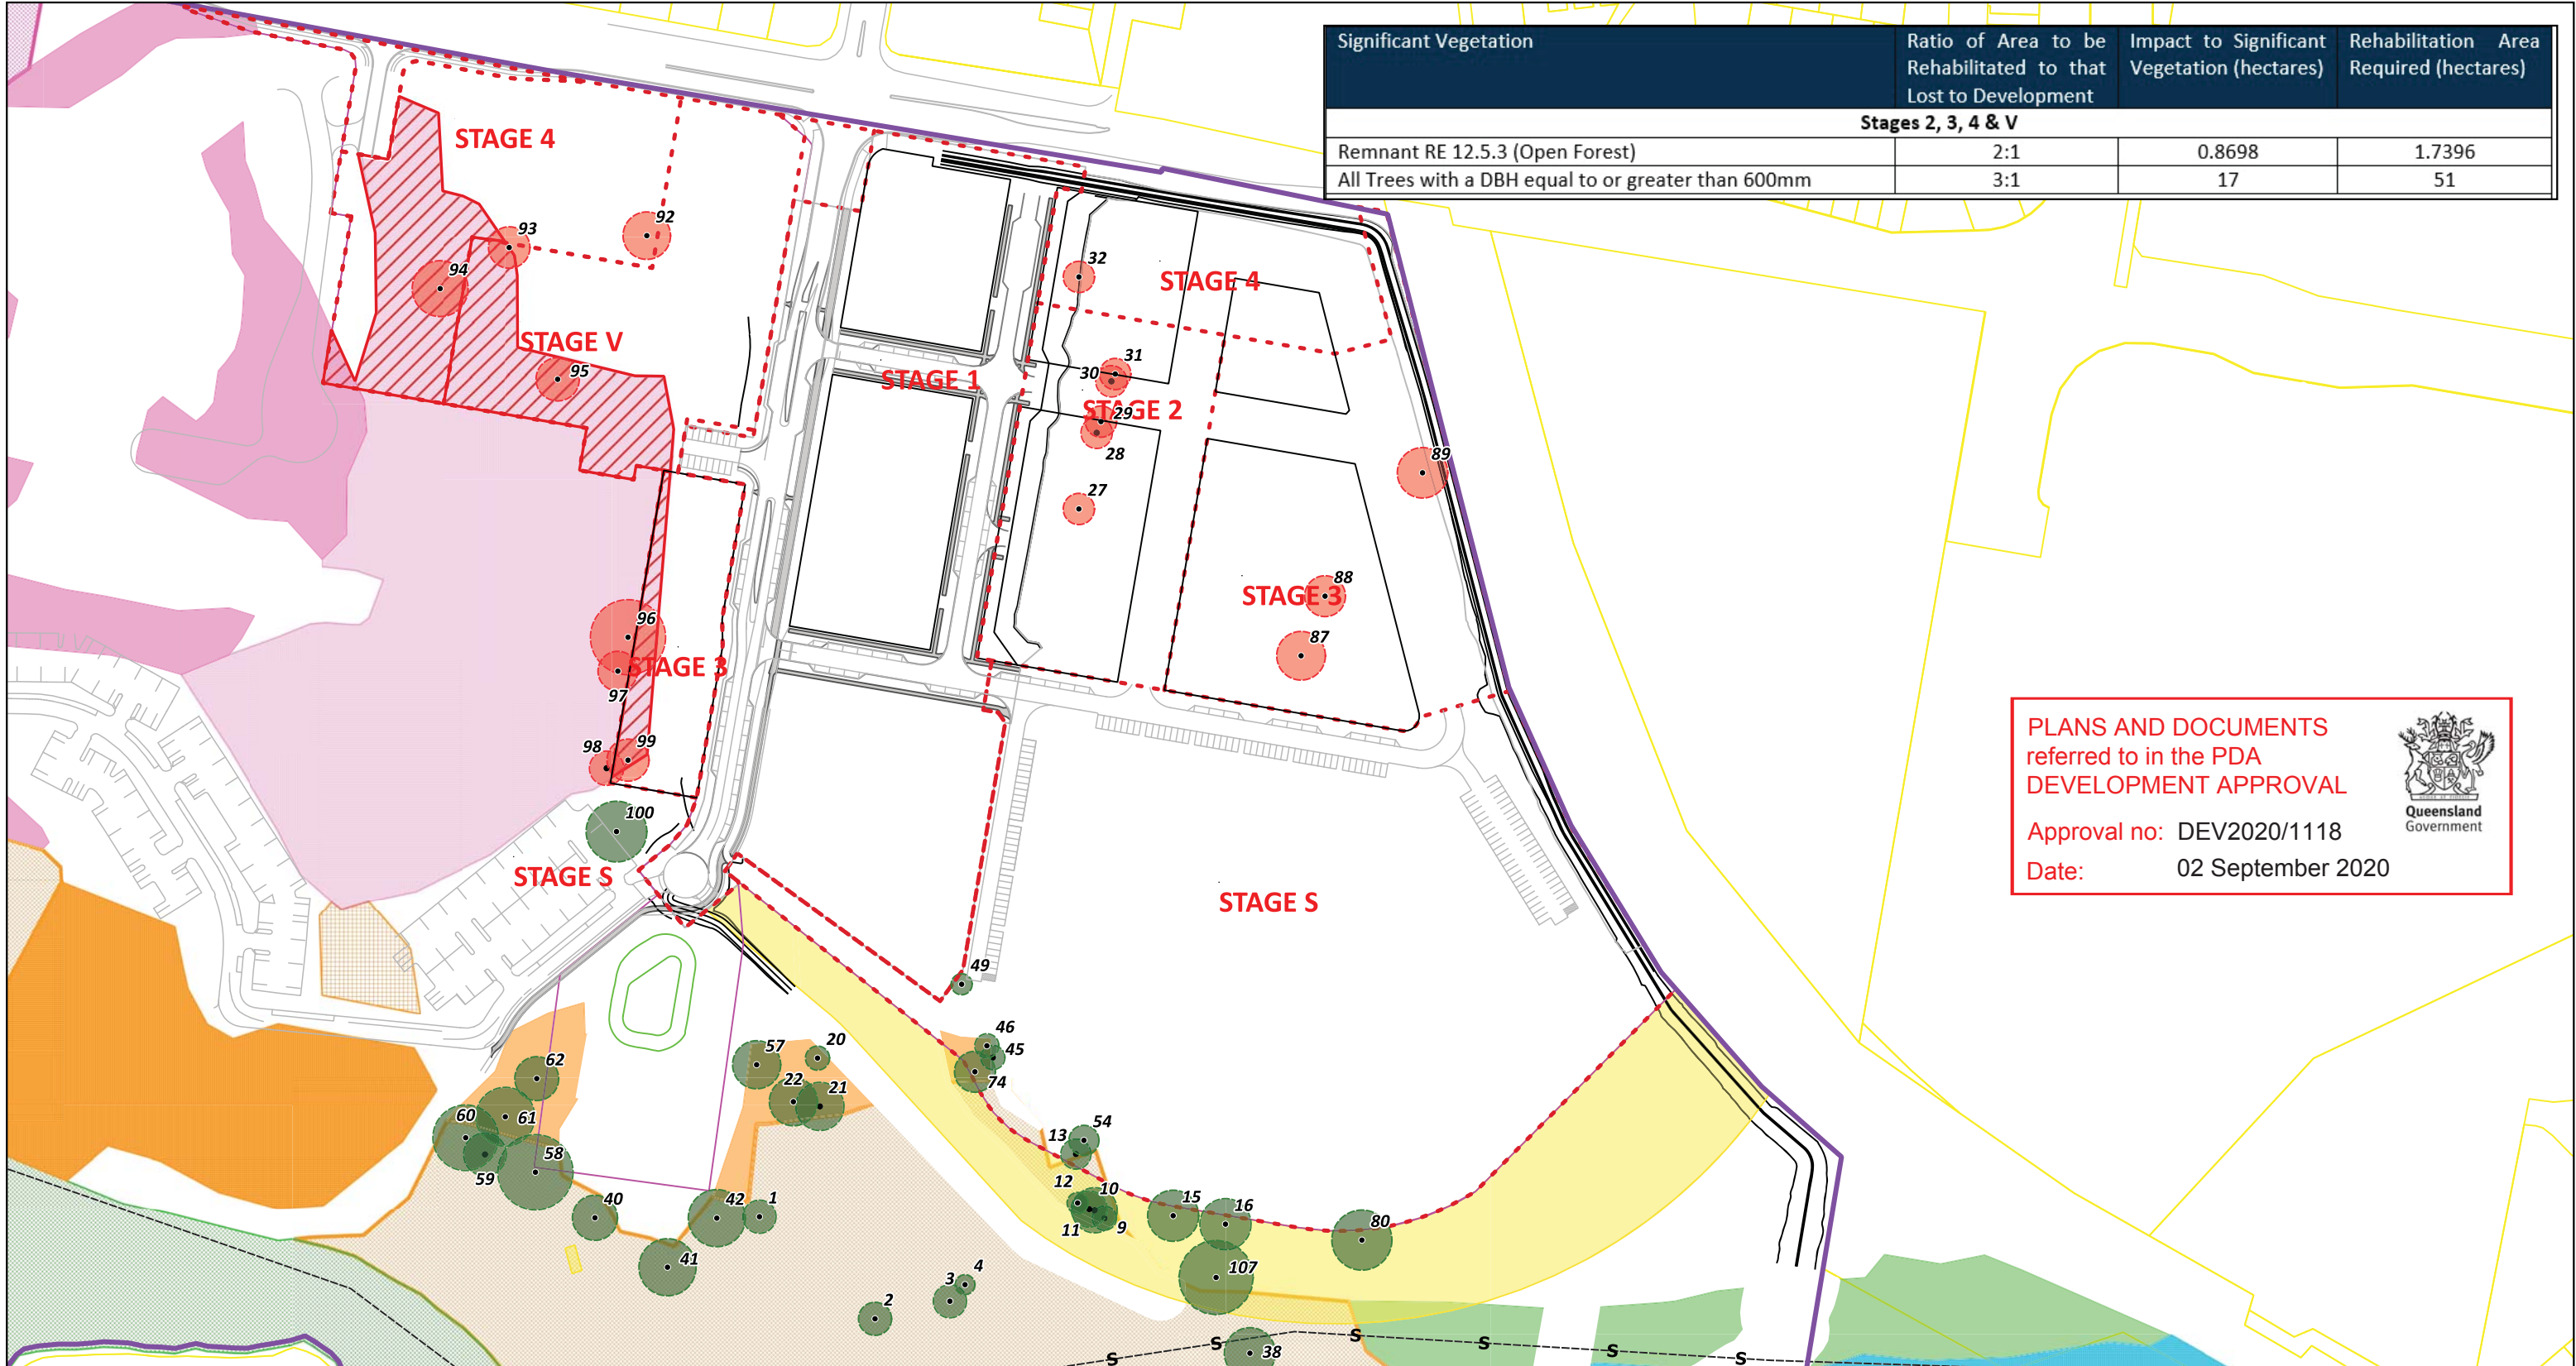 Significant Vegetation
Ratio of Area to be
Rehabilitated to that
Lost to Development
Impact to Significant
Vegetation (hectares)
Rehabilitation Area
Required (hectares)
Stages 2, 3, 4 & V
Remnant RE 12.5.3 (Open Forest) 2:1 0.8698 1.7396
All Trees with a DBH equal to or greater than 600mm 3:1 17 51
STAGE 4
92
93
94
STAGE V
95
32
STAGE 4
31
30
STAGE 1
STAGE 2
29
28
27
89
88
STAGE 3
87
96
STAGE 3
97
98
99
100
STAGE S
STAGE S
PLANS AND DOCUMENTS
referred to in the PDA
DEVELOPMENT APPROVAL
Approval no: DEV2020/1118
Date: 02 September 2020
Queensland
Government
49
46
45
74
57
20
22
21
62
60
61
59
58
54
13
12
10
11
9
15
16
80
107
40
42
1
41
4
3
2
38
S
S
S
S
S
S